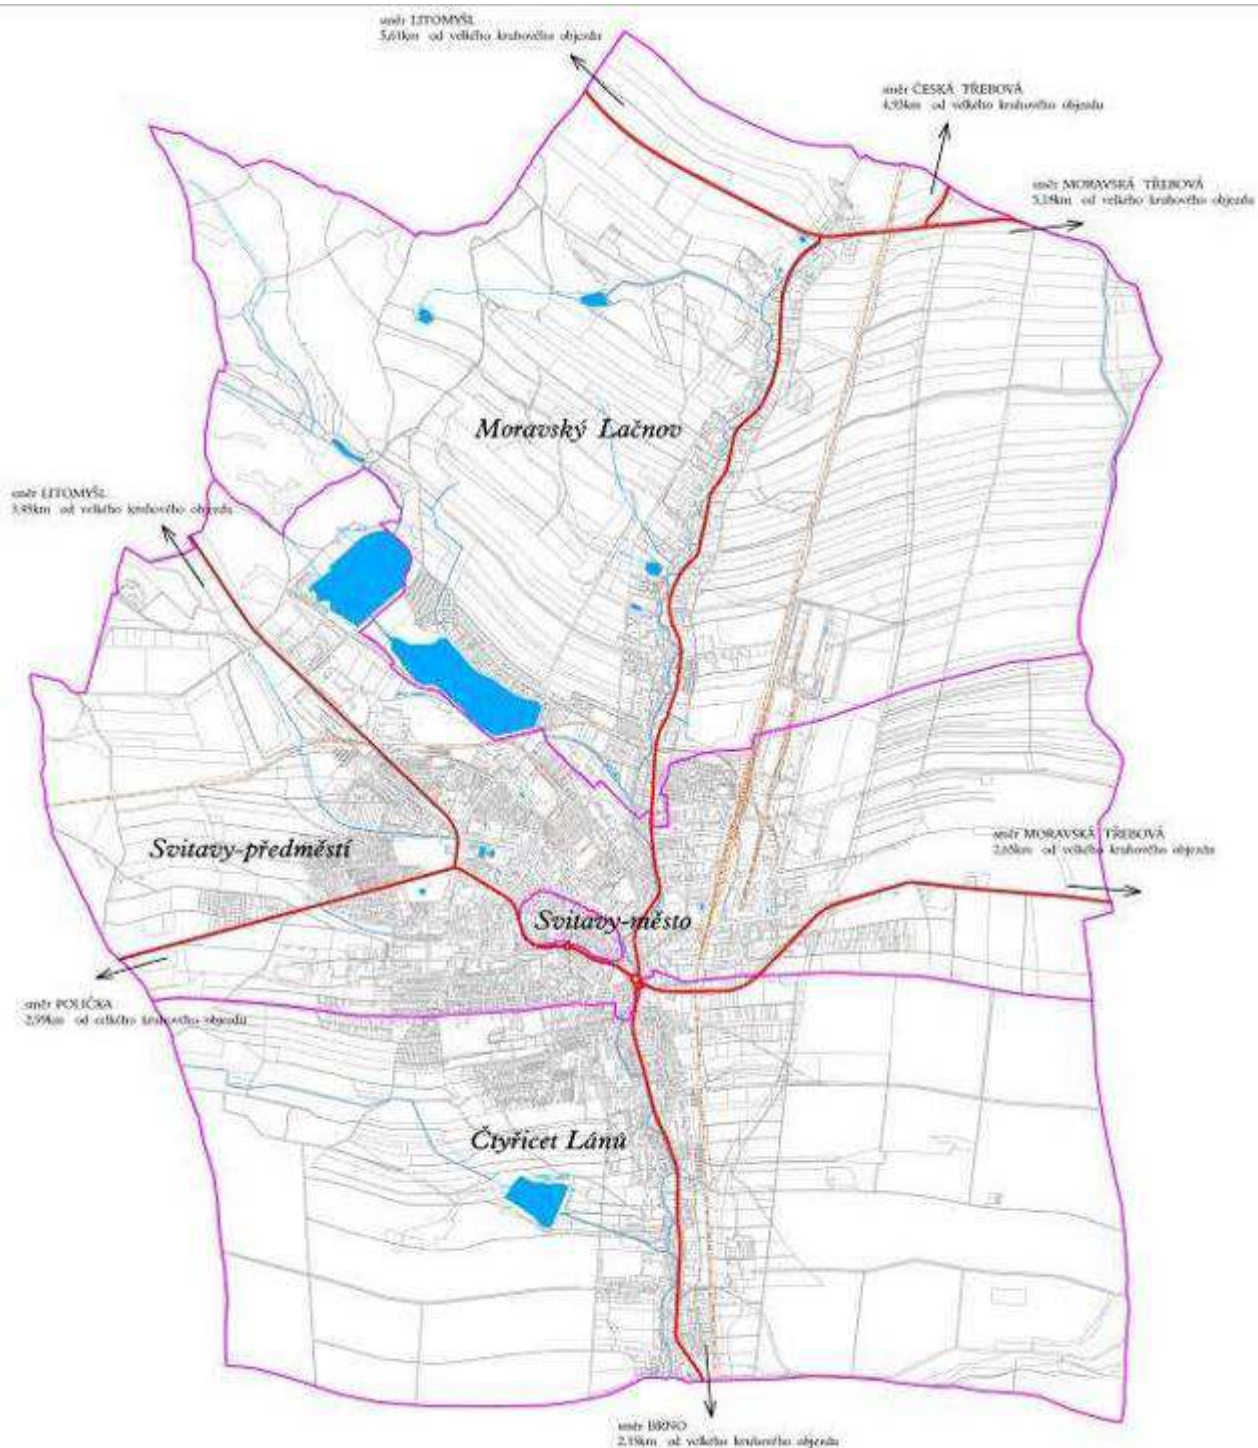 směr LITOMYŠL
5,61km od velkého kruhového objezdu
směr ČESKÁ TŘEBOVÁ
4,93km od velkého kruhového objezdu
směr MORAVSKÁ TŘEBOVÁ
5,18km od velkého kruhového objezdu
Moravský Lačnov
směr LITOMYŠL
3,45km od velkého kruhového objezdu
směr MORAVSKÁ TŘEBOVÁ
2,65km od velkého kruhového objezdu
Svitavy-předměstí
Svitavy-město
směr POLIČKA
2,99km od celkého kruhového objezdu
Čtyřicet Lánů
směr BRNO
2,15km od velkého kruhového objezdu